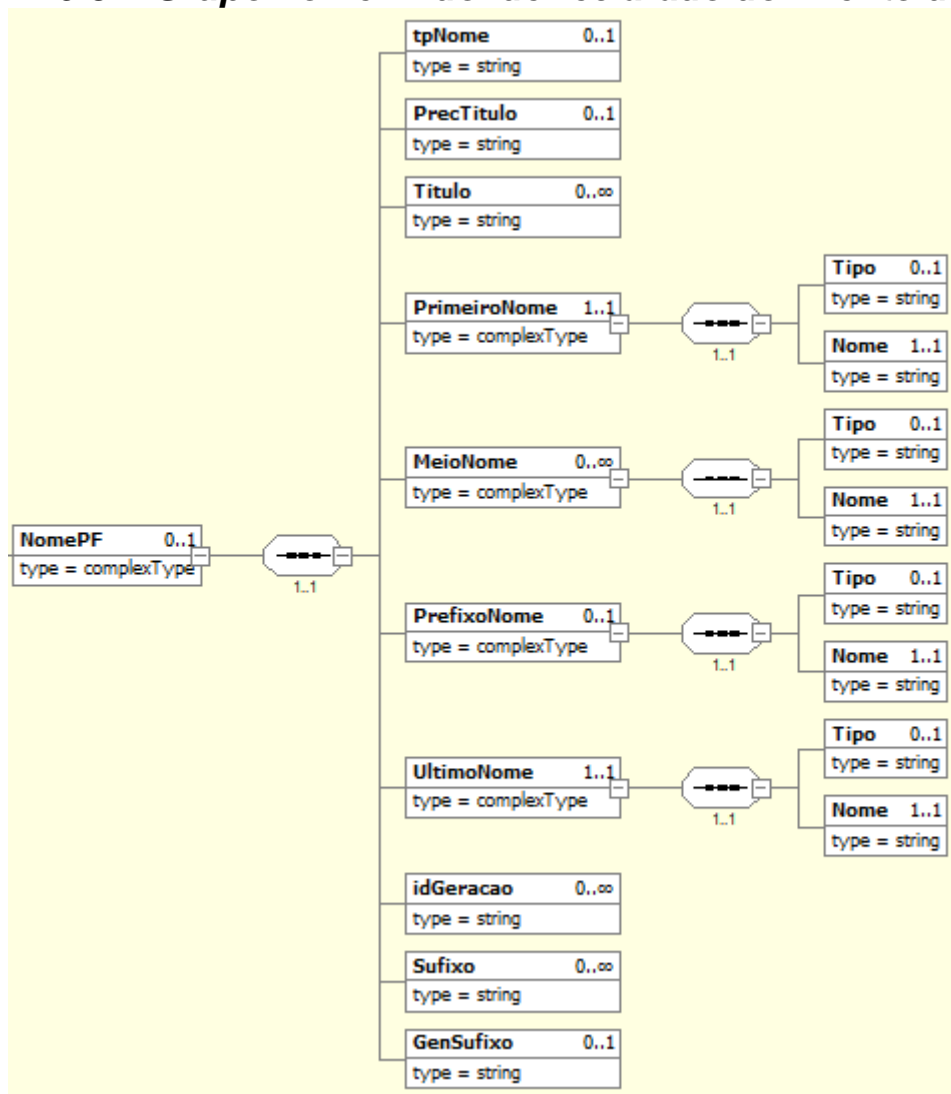 tpNome 0..1
type = string
PrecTitulo 0..1
type = string
Titulo 0..∞
type = string
PrimeiroNome 1..1
type = complexType
1..1
Tipo 0..1
type = string
Nome 1..1
type = string
MeioNome 0..∞
type = complexType
1..1
Tipo 0..1
type = string
Nome 1..1
type = string
NomePF 0..1
type = complexType
1..1
PrefixoNome 0..1
type = complexType
1..1
Tipo 0..1
type = string
Nome 1..1
type = string
UltimoNome 1..1
type = complexType
1..1
Tipo 0..1
type = string
Nome 1..1
type = string
idGeracao 0..∞
type = string
Sufixo 0..∞
type = string
GenSufixo 0..1
type = string